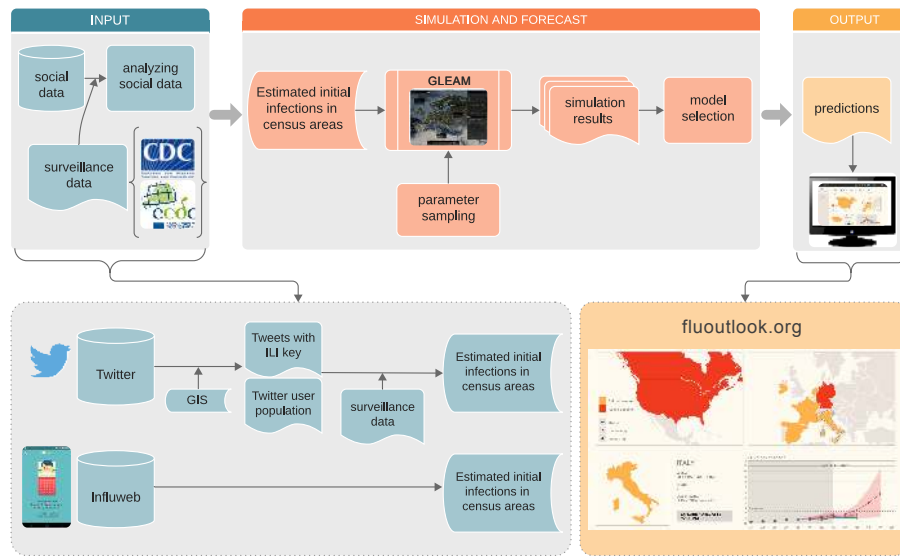 INPUT
SIMULATION AND FORECAST
OUTPUT
social
data
analyzing
social data
surveillance
data
CDC
ecdc
Estimated initial
infections in
census areas
GLEAM
parameter
sampling
simulation
results
model
selection
predictions
Twitter
GIS
Tweets with
ILI key
Twitter user
population
surveillance
data
Estimated initial
infections in
census areas
Influweb
Estimated initial
infections in
census areas
fluoutlook.org
ITALY